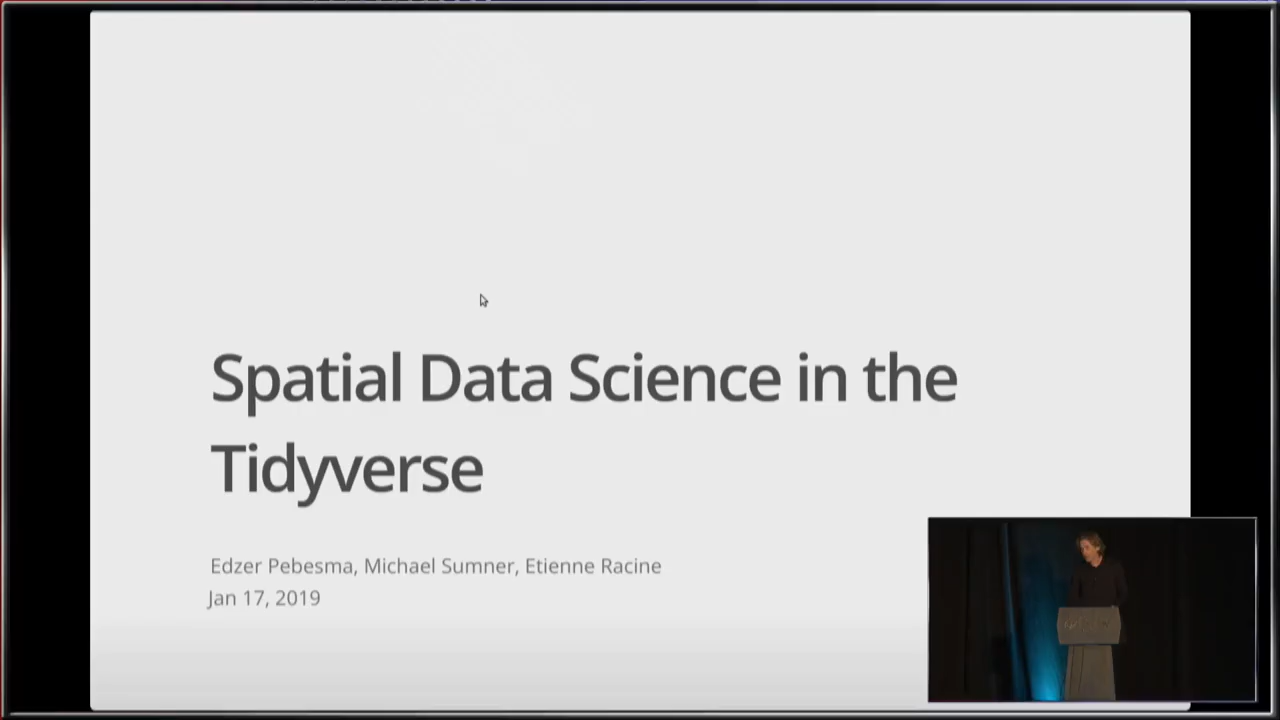 Spatial Data Science in the
Tidyverse
Edzer Pebesma, Michael Sumner, Etienne Racine
Jan 17, 2019